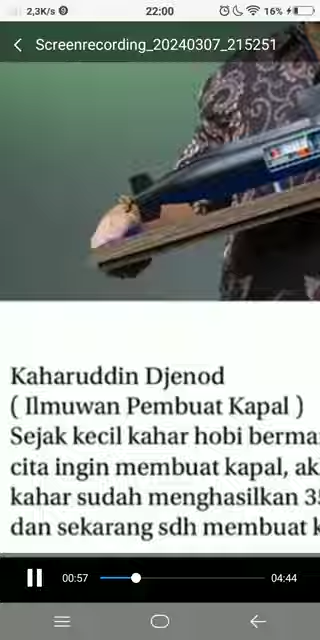 2,3K/s
22:00
16%
Screenrecording_20240307_215251
Kaharuddin Djenod
( Ilmuwan Pembuat Kapal )
Sejak kecil kahar hobi berma
cita ingin membuat kapal, ak
kahar sudah menghasilkan 3
dan sekarang sdh membuat k
00:57
04:44